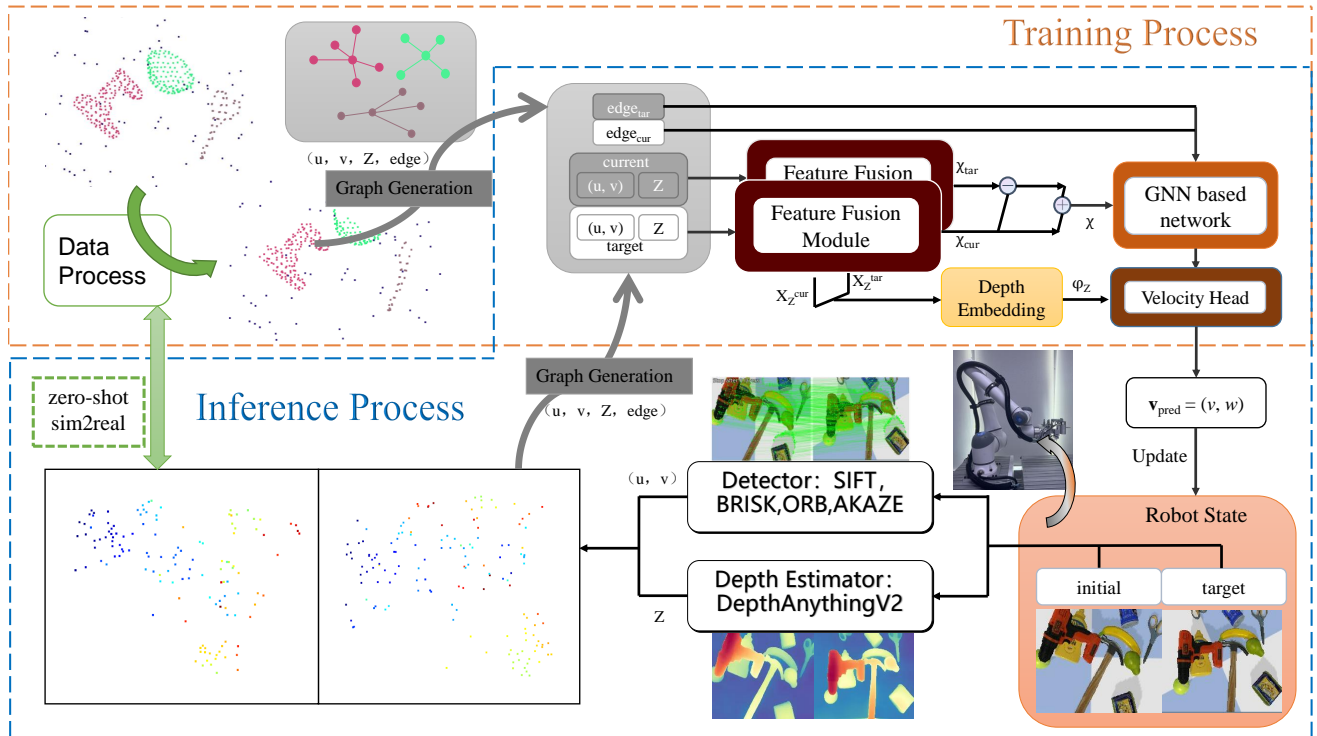 Training Process
(u, v, Z, edge)
Graph Generation
Data
Process
edge_tar
edge_cur
current
(u, v)
Z
(u, v)
Z
target
Feature Fusion
Feature Fusion
Module
χ_tar
χ_cur
−
+
χ
GNN based
network
X_Z^cur
X_Z^tar
Depth
Embedding
φ_Z
Velocity Head
zero-shot
sim2real
Inference Process
Graph Generation
(u, v, Z, edge)
v_pred = (v, w)
Update
(u, v)
Detector: SIFT,
BRISK,ORB,AKAZE
Z
Depth Estimator:
DepthAnythingV2
Robot State
initial
target